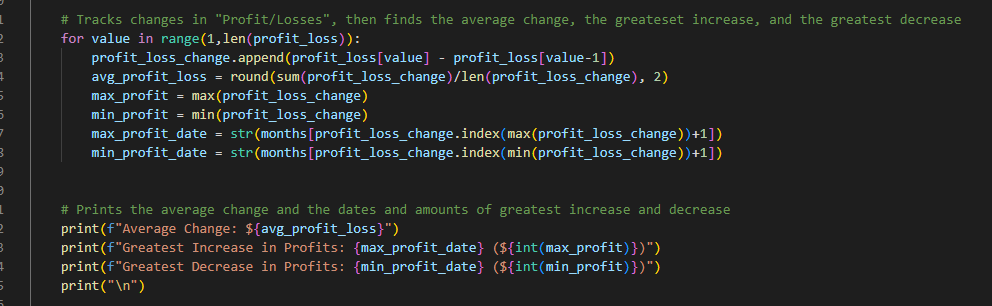 # Tracks changes in "Profit/Losses", then finds the average change, the greateset increase, and the greatest decrease
for value in range(1,len(profit_loss)):
    profit_loss_change.append(profit_loss[value] - profit_loss[value-1])
    avg_profit_loss = round(sum(profit_loss_change)/len(profit_loss_change), 2)
    max_profit = max(profit_loss_change)
    min_profit = min(profit_loss_change)
    max_profit_date = str(months[profit_loss_change.index(max(profit_loss_change))+1])
    min_profit_date = str(months[profit_loss_change.index(min(profit_loss_change))+1])
# Prints the average change and the dates and amounts of greatest increase and decrease
print(f"Average Change: ${avg_profit_loss}")
print(f"Greatest Increase in Profits: {max_profit_date} (${int(max_profit)})")
print(f"Greatest Decrease in Profits: {min_profit_date} (${int(min_profit)})")
print("\n")